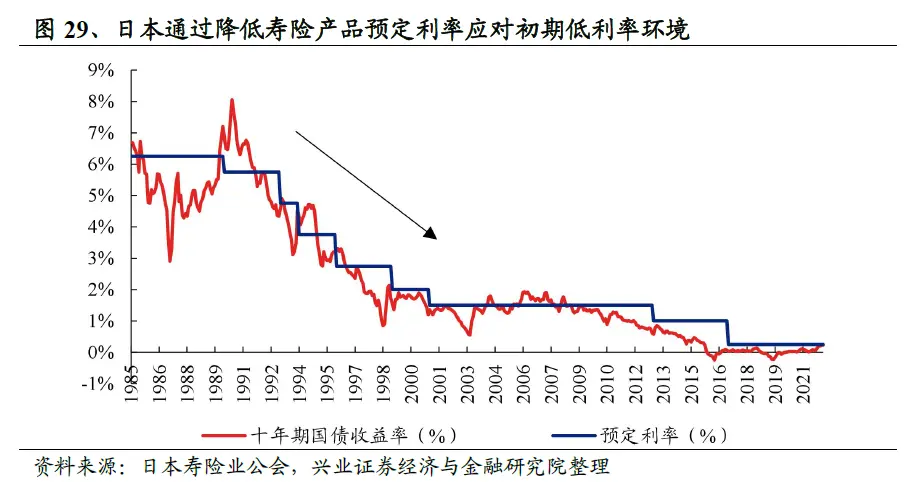 图 29、日本通过降低寿险产品预定利率应对初期低利率环境
9%
8%
7%
6%
5%
4%
3%
2%
1%
0%
-1%
1985 1986 1988 1989 1991 1992 1994 1995 1997 1998 2000 2001 2003 2004 2006 2007 2009 2010 2012 2013 2015 2016 2018 2019 2021
十年期国债收益率（%） 预定利率（%）
资料来源：日本寿险业公会，兴业证券经济与金融研究院整理